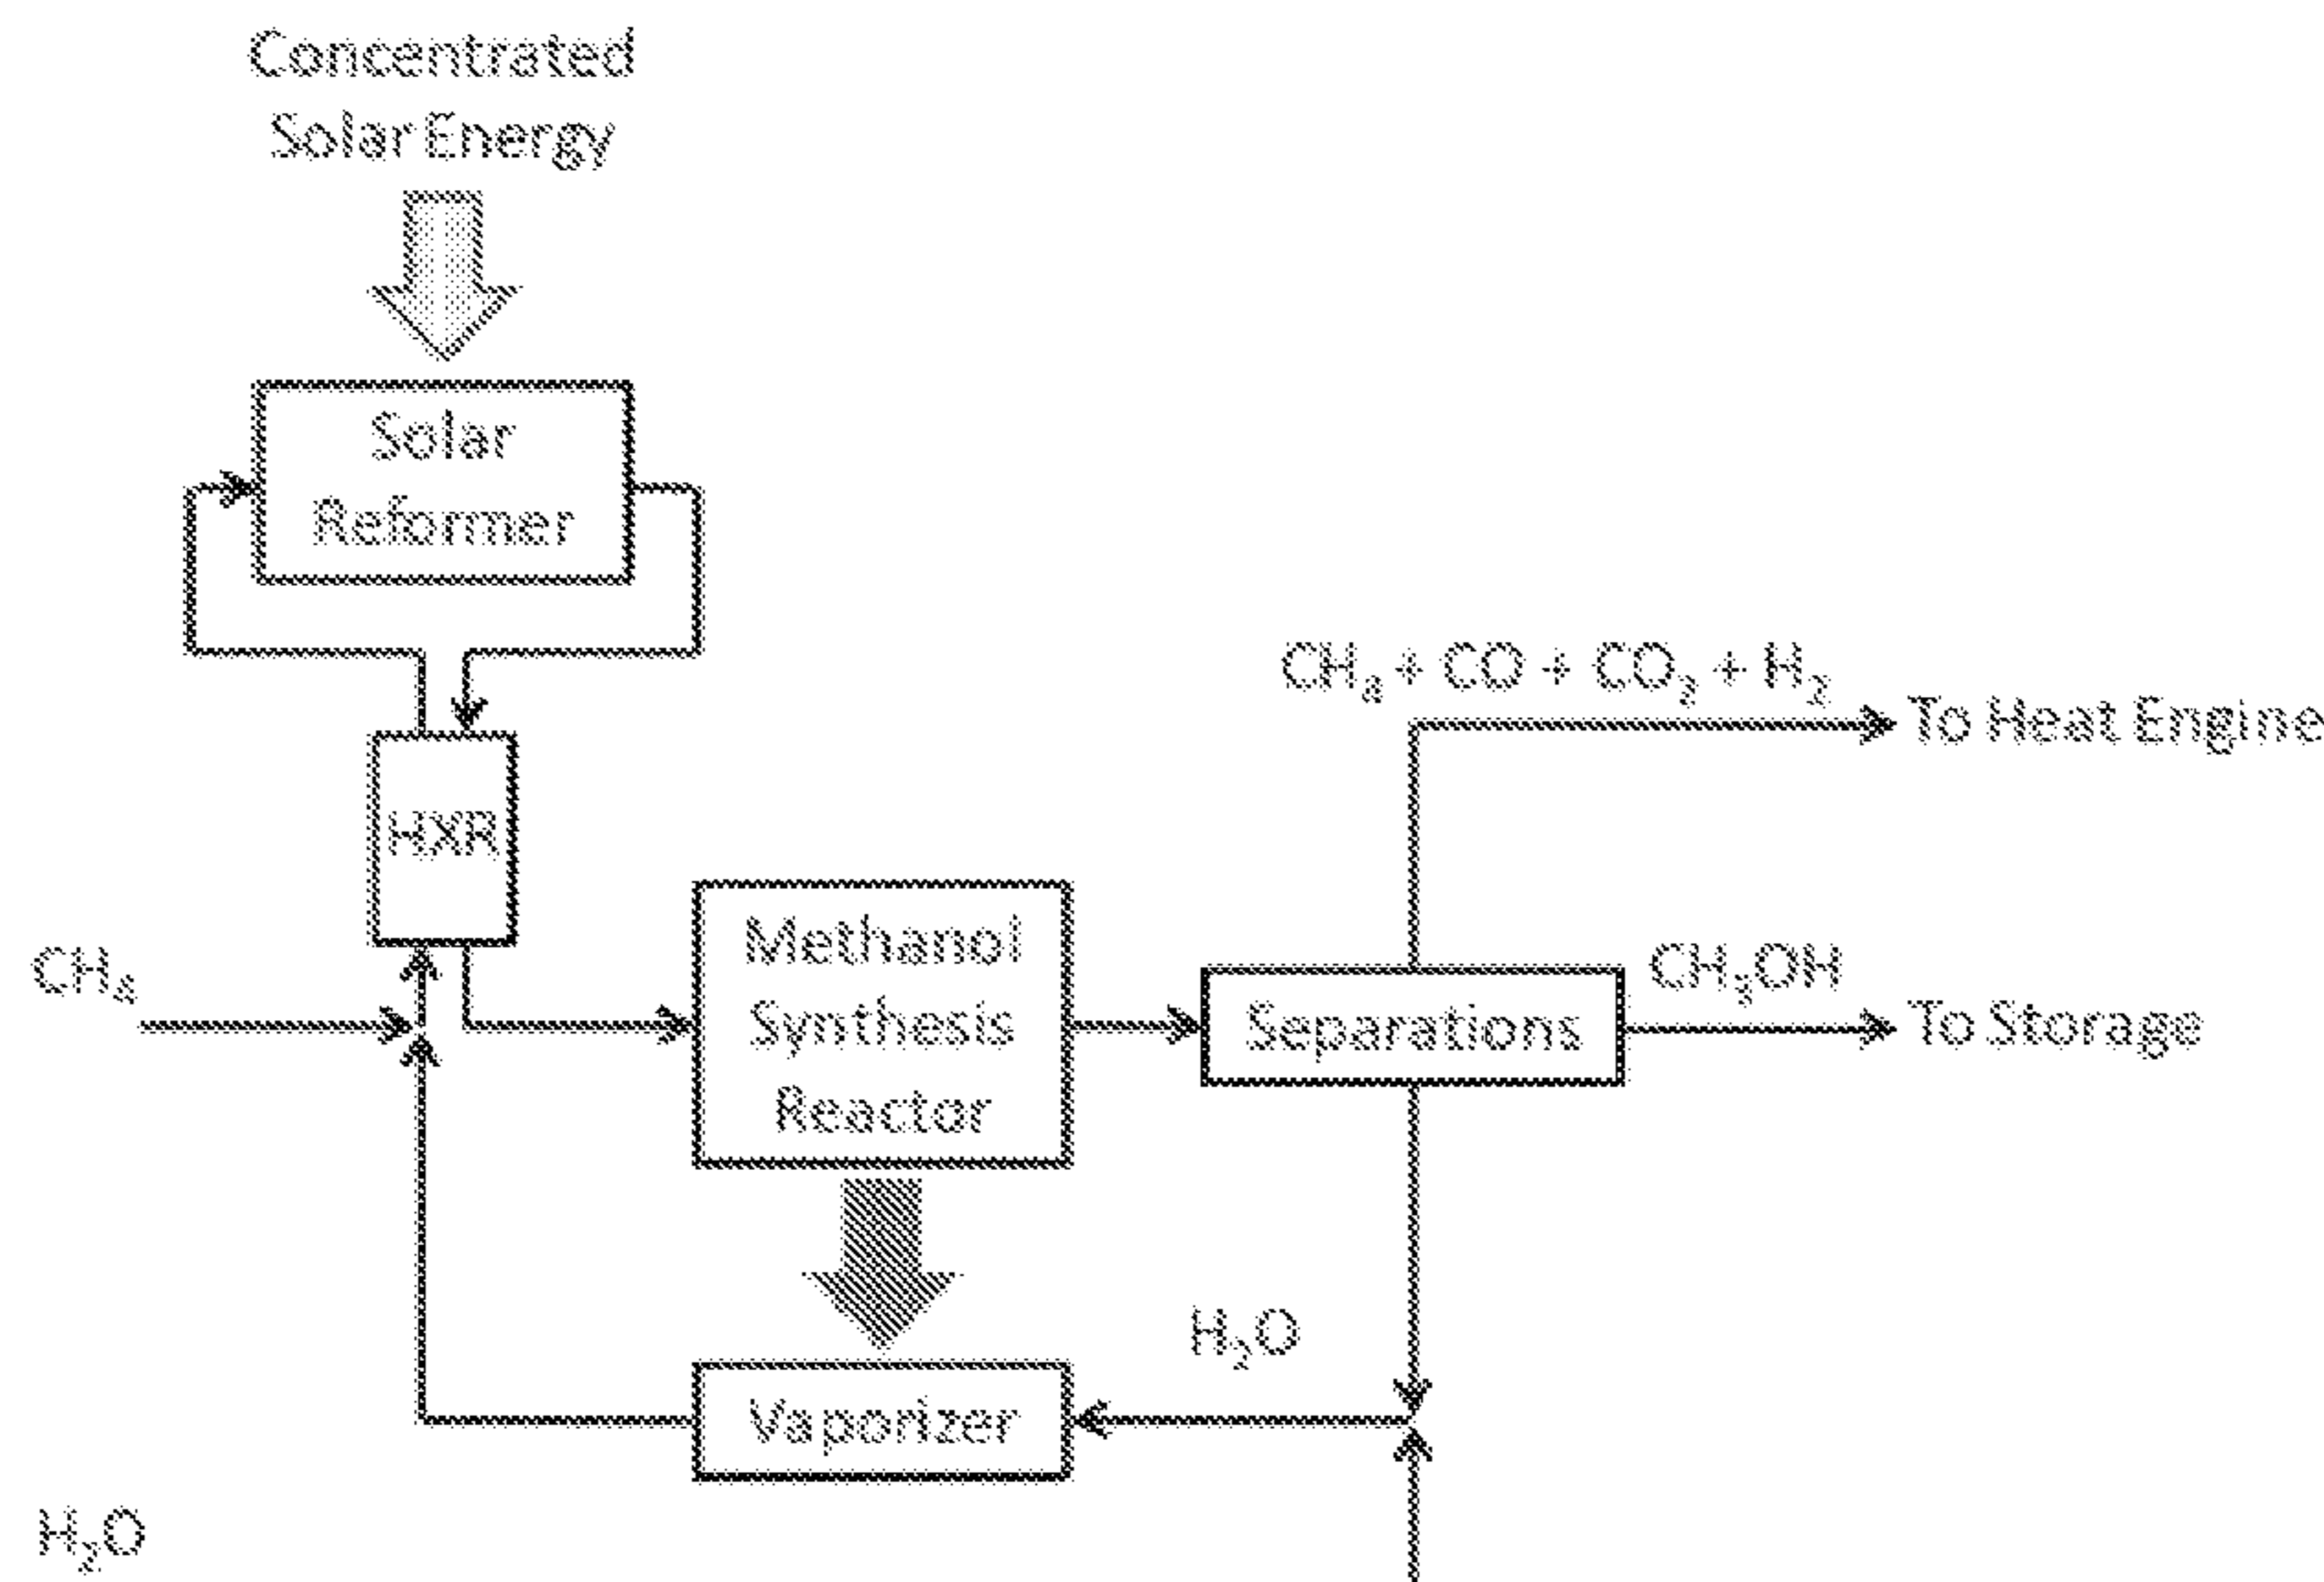 Concentrated
Solar Energy
Solar
Reformer
HXR
CH₄ + CO + CO₂ + H₂
To Heat Engine
CH₄
Methanol
Synthesis
Reactor
Separations
CH₃OH
To Storage
H₂O
Vaporizer
H₂O